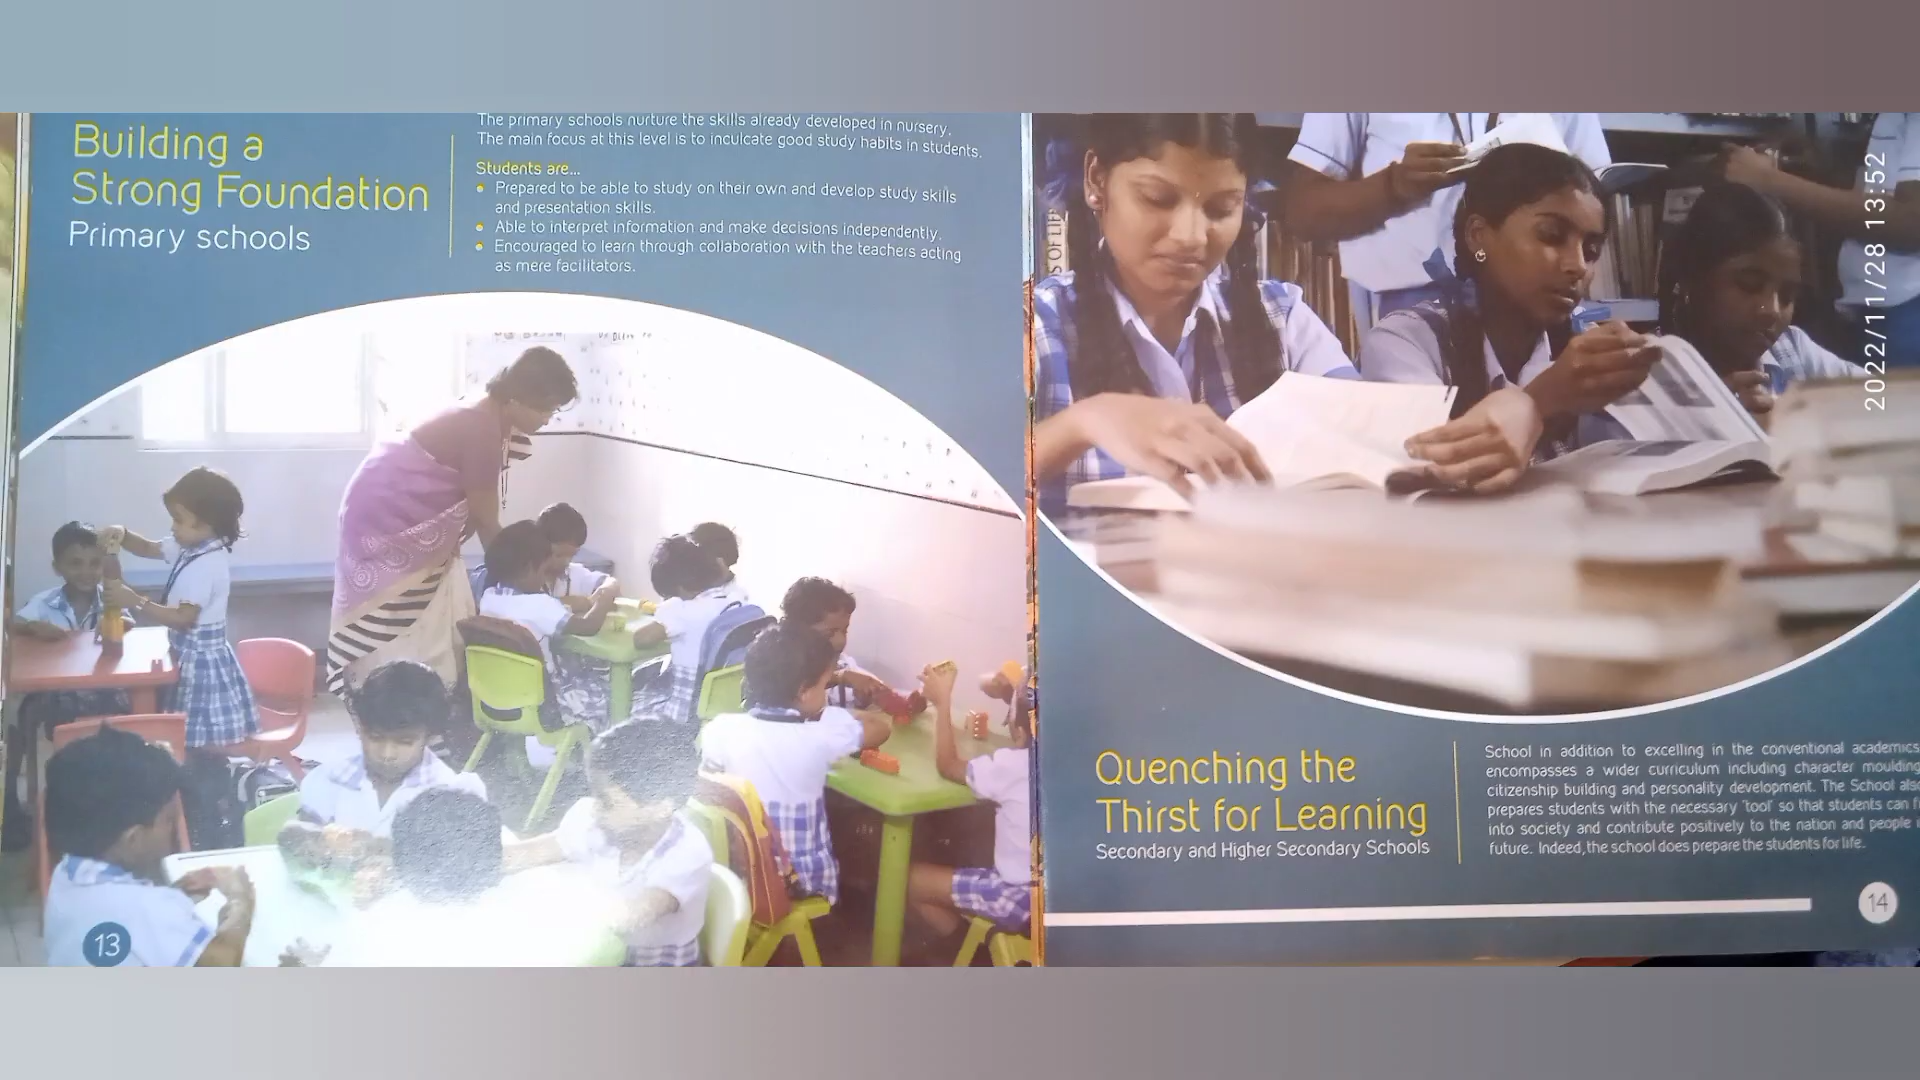 Building a
Strong Foundation
Primary schools
The primary schools nurture the skills already developed in nursery.
The main focus at this level is to inculcate good study habits in students.
Students are...
• Prepared to be able to study on their own and develop study skills
and presentation skills.
• Able to interpret information and make decisions independently.
• Encouraged to learn through collaboration with the teachers acting
as mere facilitators.
13
S OF LIFE
2022/11/28 13:52
Quenching the
Thirst for Learning
Secondary and Higher Secondary Schools
School in addition to excelling in the conventional academics
encompasses a wider curriculum including character moulding
citizenship building and personality development. The School also
prepares students with the necessary 'tool' so that students can
into society and contribute positively to the nation and people
future. Indeed, the school does prepare the students for life.
14